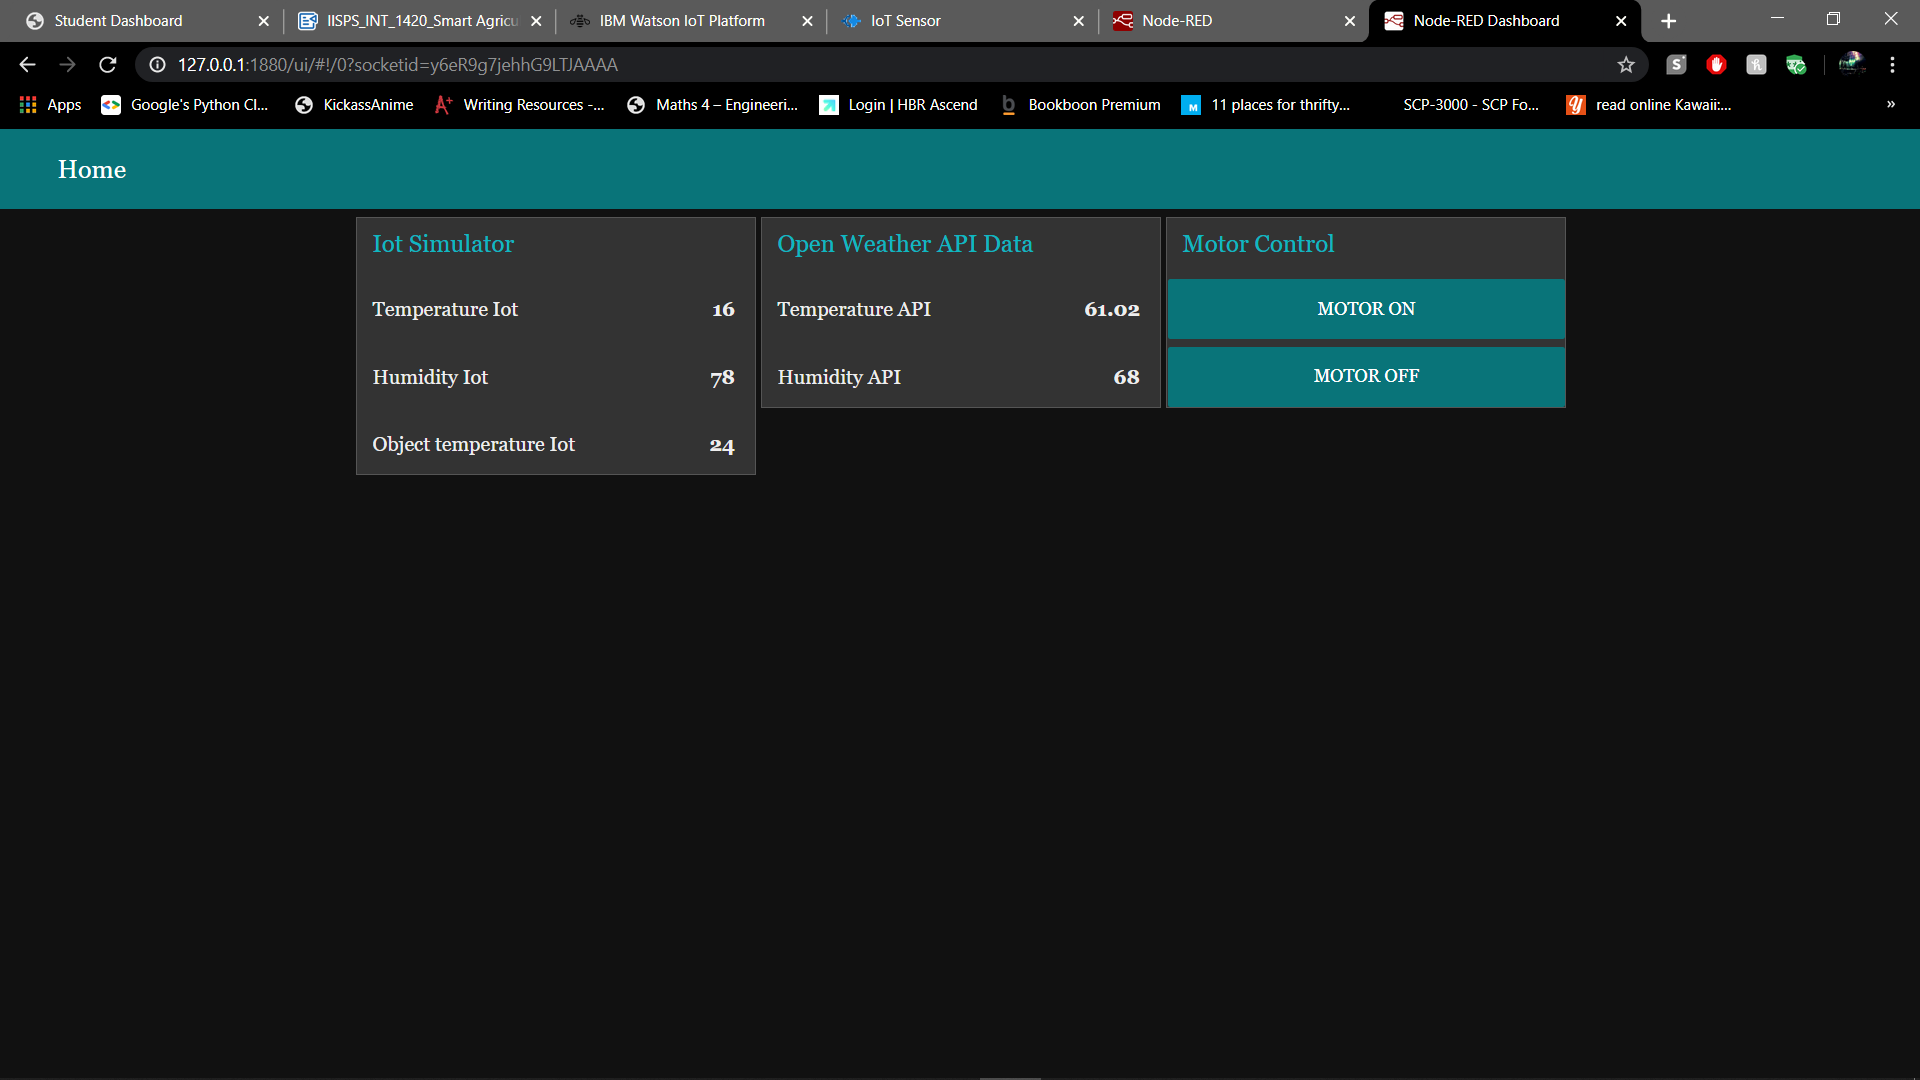 Student Dashboard
IISPS_INT_1420_Smart Agricu
IBM Watson IoT Platform
IoT Sensor
Node-RED
Node-RED Dashboard
127.0.0.1:1880/ui/#!/0?socketid=y6eR9g7jehhG9LTJAAAA
Apps
Google's Python Cl...
KickassAnime
Writing Resources -...
Maths 4 – Engineeri...
Login | HBR Ascend
Bookboon Premium
11 places for thrifty...
SCP-3000 - SCP Fo...
read online Kawaii:...
»
Home
Iot Simulator
Temperature Iot 16
Humidity Iot 78
Object temperature Iot 24
Open Weather API Data
Temperature API 61.02
Humidity API 68
Motor Control
MOTOR ON
MOTOR OFF